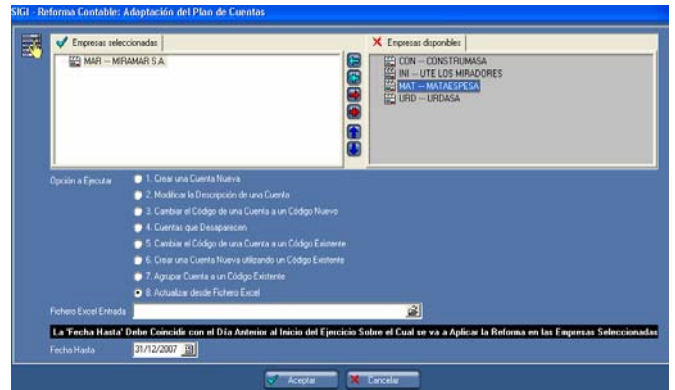 SIGI - Reforma Contable: Adaptación del Plan de Cuentas
Empresas seleccionadas
Empresas disponibles
MAR -- MIRAMAR S.A.
CON -- CONSTRUMASA
INI -- UTE LOS MIRADORES
MAT -- MATAESPESA
URD -- URDASA
Opción a Ejecutar
1. Crear una Cuenta Nueva
2. Modificar la Descripción de una Cuenta
3. Cambiar el Código de una Cuenta a un Código Nuevo
4. Cuentas que Desaparecen
5. Cambiar el Código de una Cuenta a un Código Existente
6. Crear una Cuenta Nueva utilizando un Código Existente
7. Agrupar Cuenta a un Código Existente
8. Actualizar desde Fichero Excel
Fichero Excel Entrada
La 'Fecha Hasta' Debe Coincidir con el Día Anterior al Inicio del Ejercicio Sobre el Cual se va a Aplicar la Reforma en las Empresas Seleccionadas
Fecha Hasta
31/12/2007
Aceptar
Cancelar